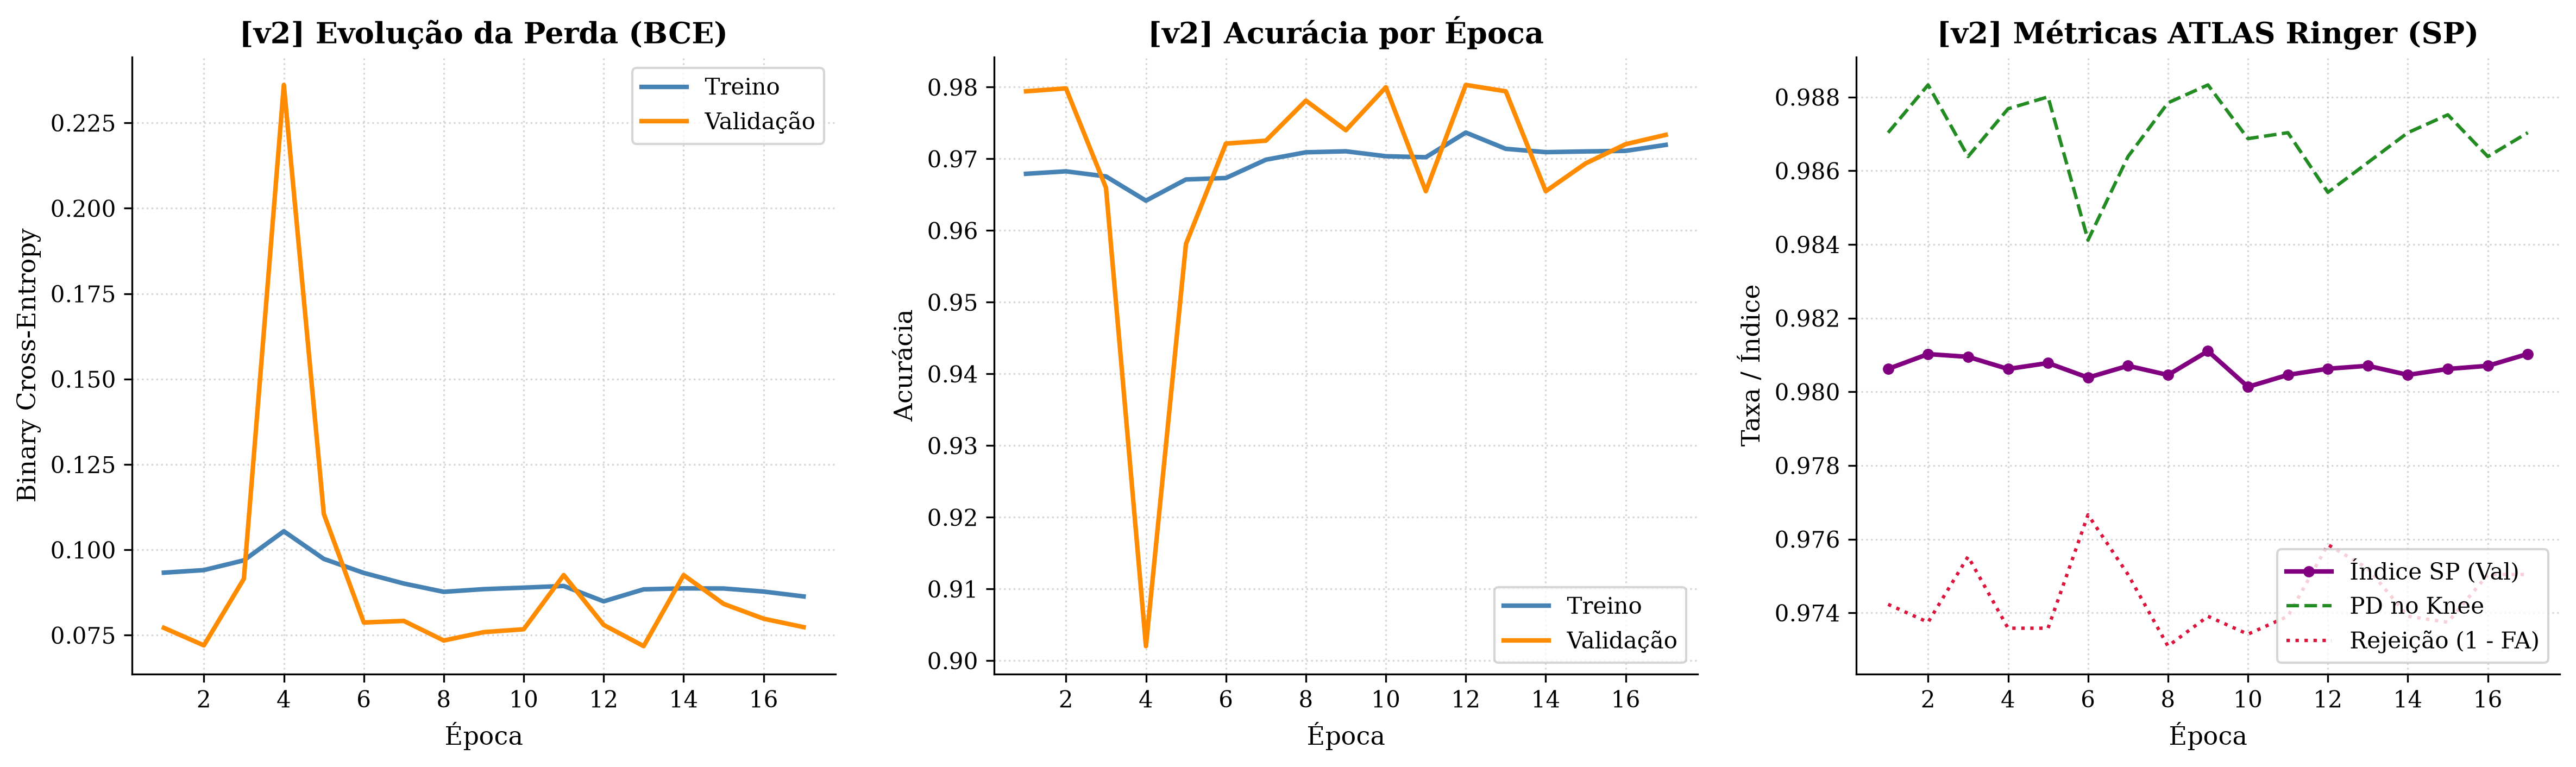 [v2] Evolução da Perda (BCE)
Treino
Validação
0.225
0.200
0.175
0.150
0.125
0.100
0.075
Binary Cross-Entropy
2 4 6 8 10 12 14 16
Época
[v2] Acurácia por Época
0.98
0.97
0.96
0.95
0.94
0.93
0.92
0.91
0.90
Acurácia
Treino
Validação
2 4 6 8 10 12 14 16
Época
[v2] Métricas ATLAS Ringer (SP)
0.988
0.986
0.984
0.982
0.980
0.978
0.976
0.974
Taxa / Índice
Índice SP (Val)
PD no Knee
Rejeição (1 - FA)
2 4 6 8 10 12 14 16
Época